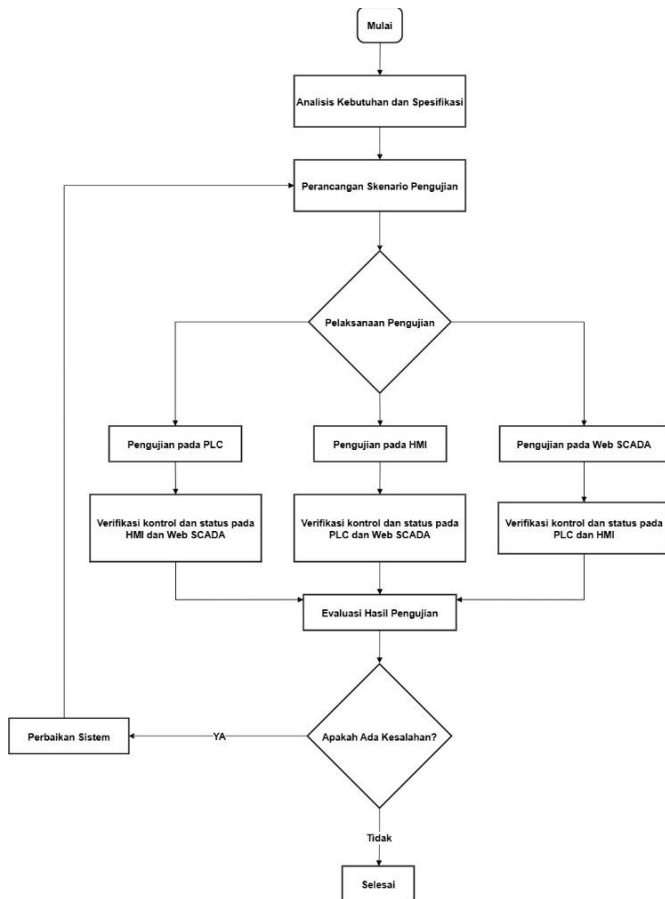 Mulai
Analisis Kebutuhan dan Spesifikasi
Perancangan Skenario Pengujian
Pelaksanaan Pengujian
Pengujian pada PLC
Pengujian pada HMI
Pengujian pada Web SCADA
Verifikasi kontrol dan status pada
HMI dan Web SCADA
Verifikasi kontrol dan status pada
PLC dan Web SCADA
Verifikasi kontrol dan status pada
PLC dan HMI
Evaluasi Hasil Pengujian
Perbaikan Sistem
YA
Apakah Ada Kesalahan?
Tidak
Selesai